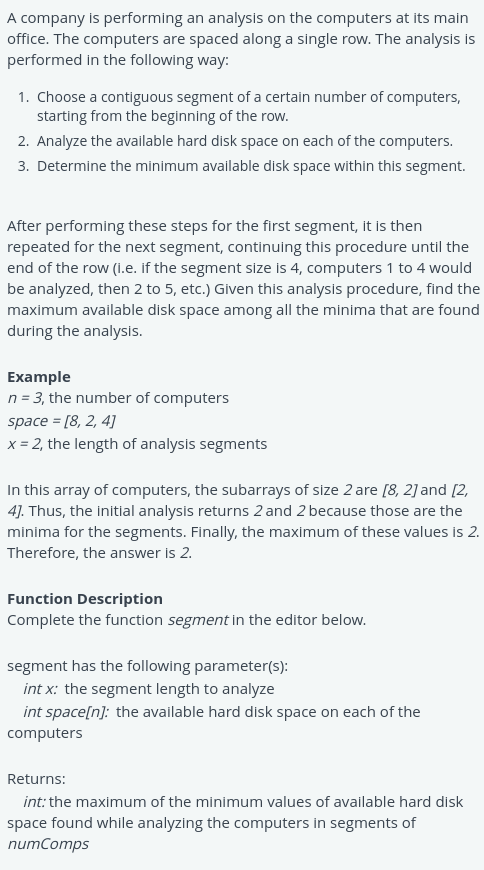 A company is performing an analysis on the computers at its main
office. The computers are spaced along a single row. The analysis is
performed in the following way:
1. Choose a contiguous segment of a certain number of computers,
starting from the beginning of the row.
2. Analyze the available hard disk space on each of the computers.
3. Determine the minimum available disk space within this segment.
After performing these steps for the first segment, it is then
repeated for the next segment, continuing this procedure until the
end of the row (i.e. if the segment size is 4, computers 1 to 4 would
be analyzed, then 2 to 5, etc.) Given this analysis procedure, find the
maximum available disk space among all the minima that are found
during the analysis.
Example
n = 3, the number of computers
space = [8, 2, 4]
x = 2, the length of analysis segments
In this array of computers, the subarrays of size 2 are [8, 2] and [2,
4]. Thus, the initial analysis returns 2 and 2 because those are the
minima for the segments. Finally, the maximum of these values is 2.
Therefore, the answer is 2.
Function Description
Complete the function segment in the editor below.
segment has the following parameter(s):
int x: the segment length to analyze
int space[n]: the available hard disk space on each of the
computers
Returns:
int: the maximum of the minimum values of available hard disk
space found while analyzing the computers in segments of
numComps